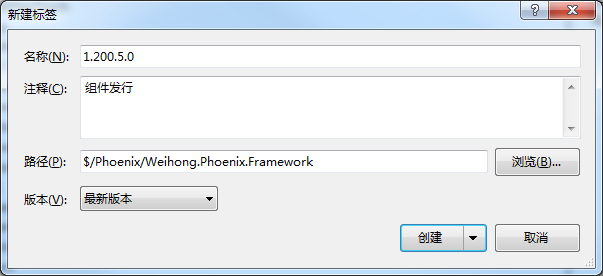 新建标签
名称(N): 1.200.5.0
注释(C): 组件发行
路径(P): $/Phoenix/Weihong.Phoenix.Framework 浏览(B)...
版本(V): 最新版本
创建 取消